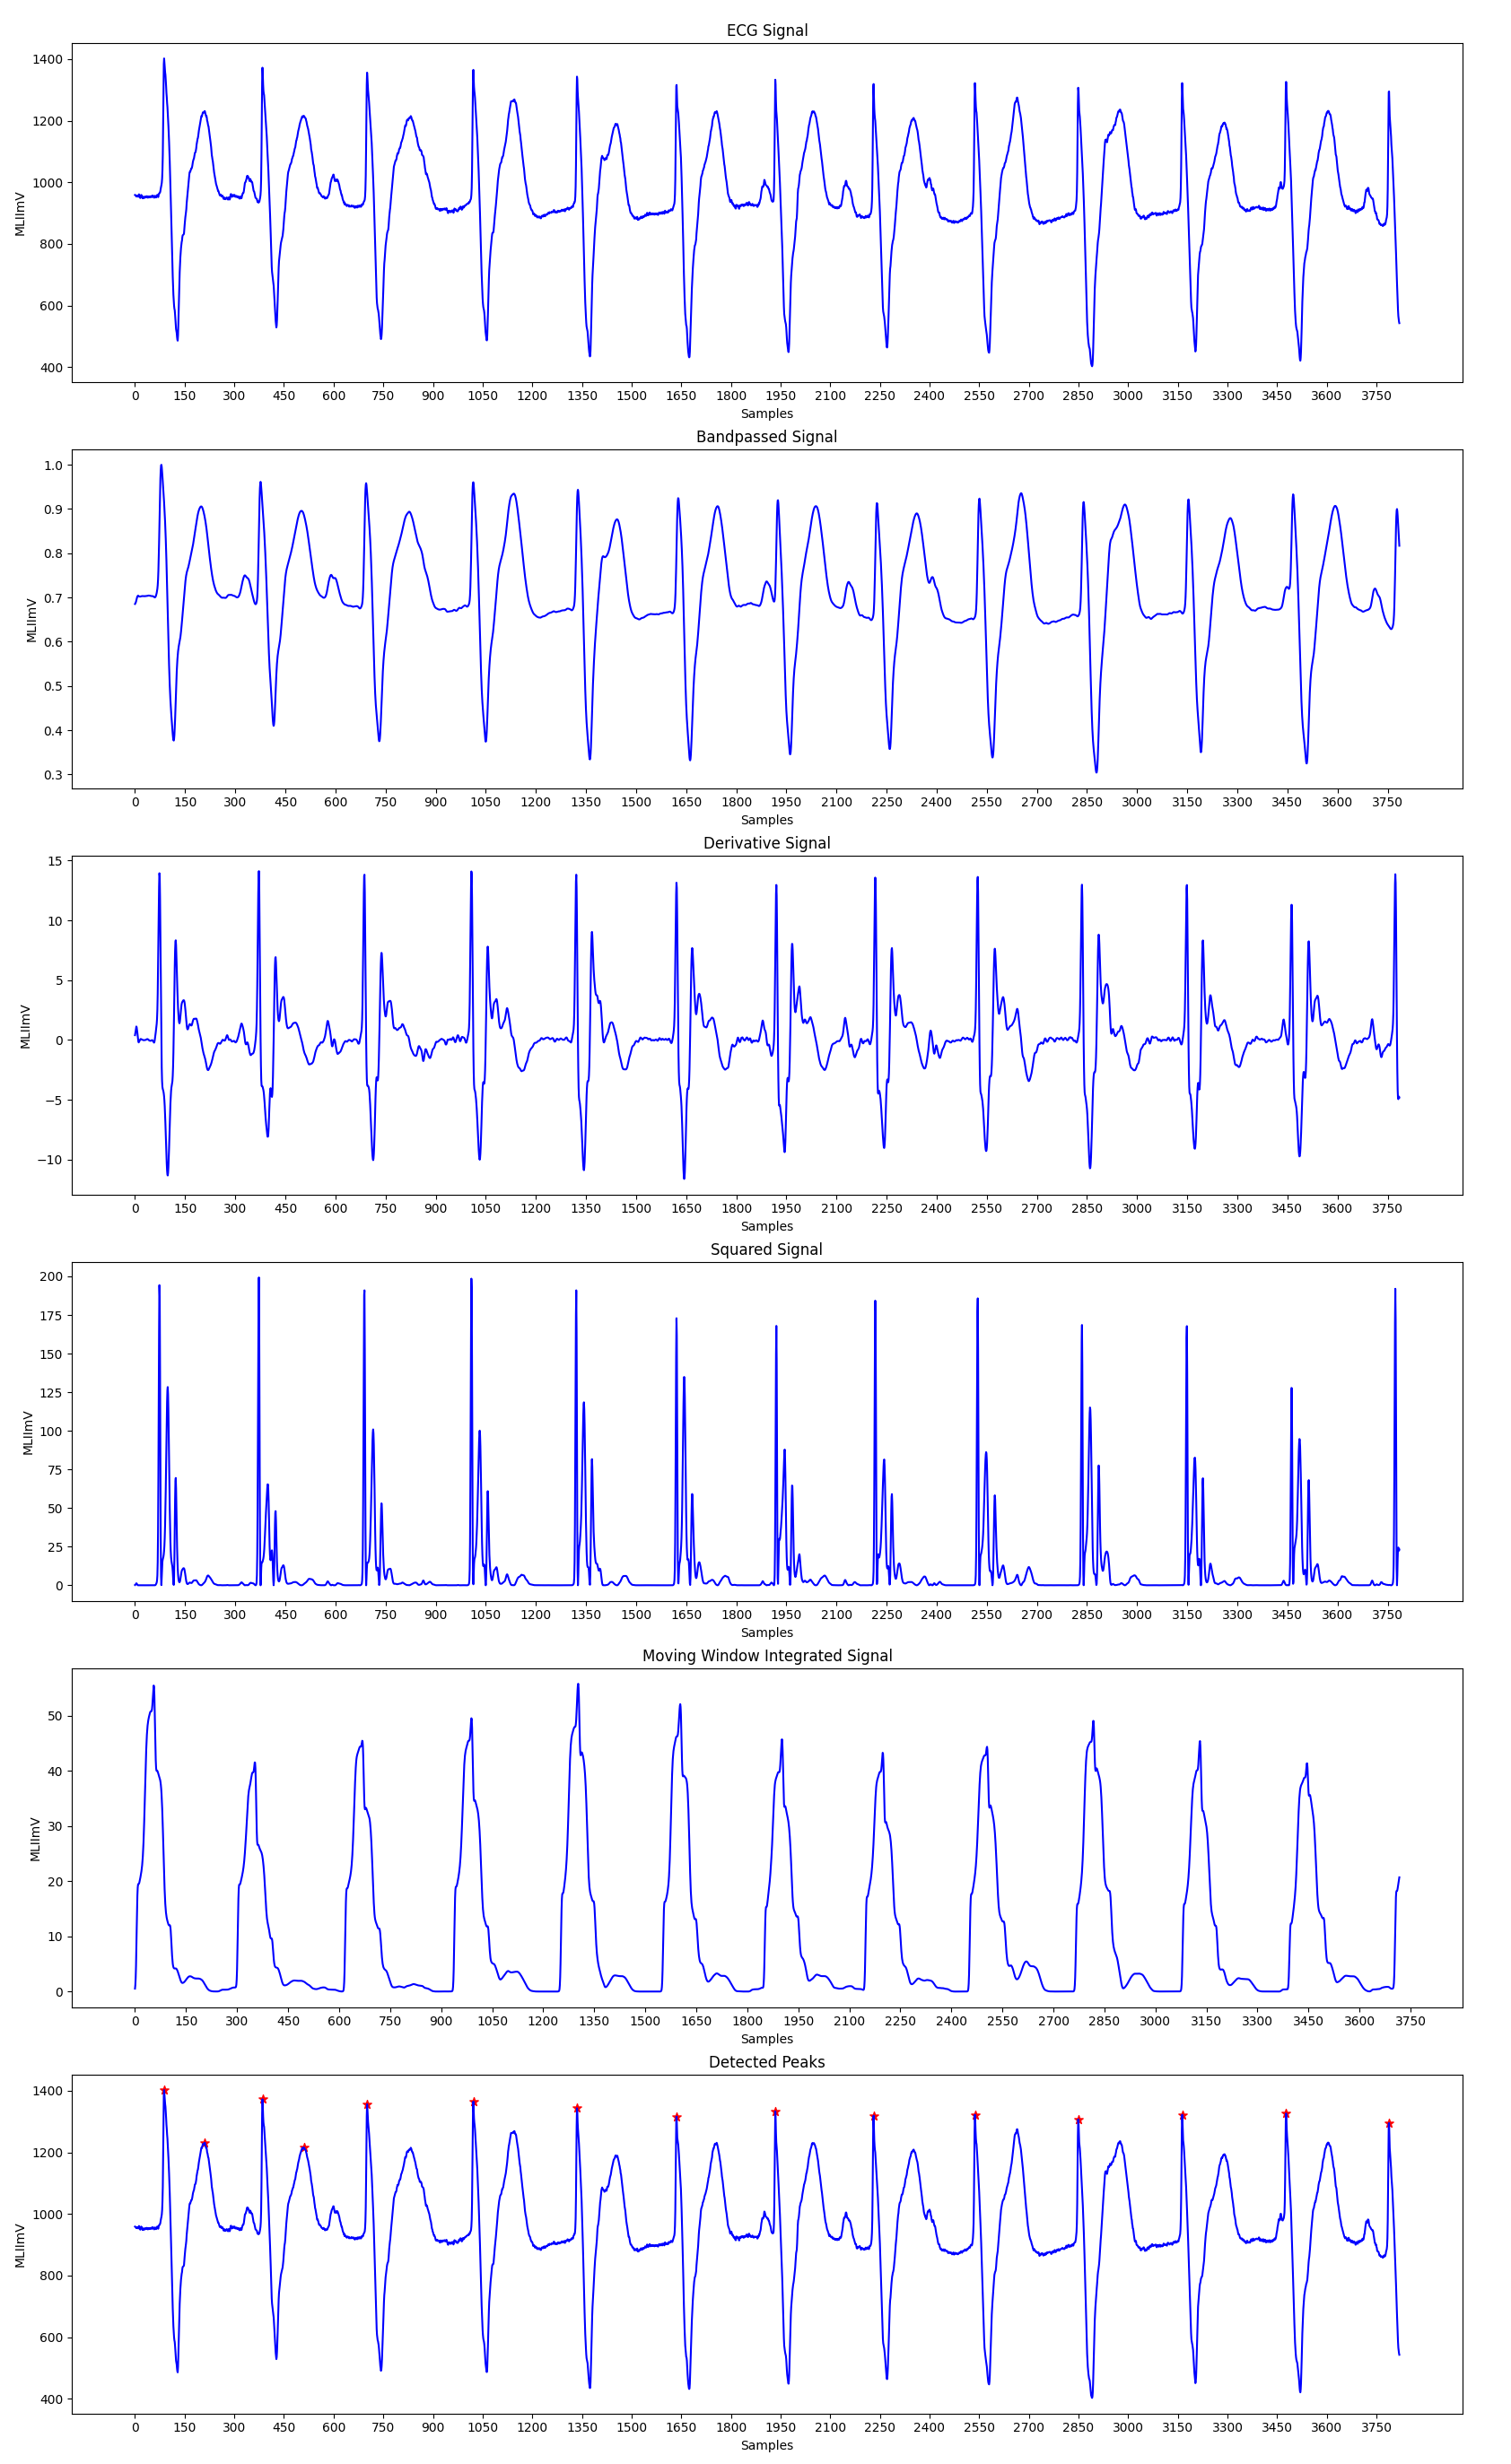 ECG Signal
1400
1200
1000
800
600
400
MLIImV
0 150 300 450 600 750 900 1050 1200 1350 1500 1650 1800 1950 2100 2250 2400 2550 2700 2850 3000 3150 3300 3450 3600 3750
Samples
Bandpassed Signal
1.0
0.9
0.8
0.7
0.6
0.5
0.4
0.3
MLIImV
0 150 300 450 600 750 900 1050 1200 1350 1500 1650 1800 1950 2100 2250 2400 2550 2700 2850 3000 3150 3300 3450 3600 3750
Samples
Derivative Signal
15
10
5
0
−5
−10
MLIImV
0 150 300 450 600 750 900 1050 1200 1350 1500 1650 1800 1950 2100 2250 2400 2550 2700 2850 3000 3150 3300 3450 3600 3750
Samples
Squared Signal
200
175
150
125
100
75
50
25
0
MLIImV
0 150 300 450 600 750 900 1050 1200 1350 1500 1650 1800 1950 2100 2250 2400 2550 2700 2850 3000 3150 3300 3450 3600 3750
Samples
Moving Window Integrated Signal
50
40
30
20
10
0
MLIImV
0 150 300 450 600 750 900 1050 1200 1350 1500 1650 1800 1950 2100 2250 2400 2550 2700 2850 3000 3150 3300 3450 3600 3750
Samples
Detected Peaks
1400
1200
1000
800
600
400
MLIImV
0 150 300 450 600 750 900 1050 1200 1350 1500 1650 1800 1950 2100 2250 2400 2550 2700 2850 3000 3150 3300 3450 3600 3750
Samples